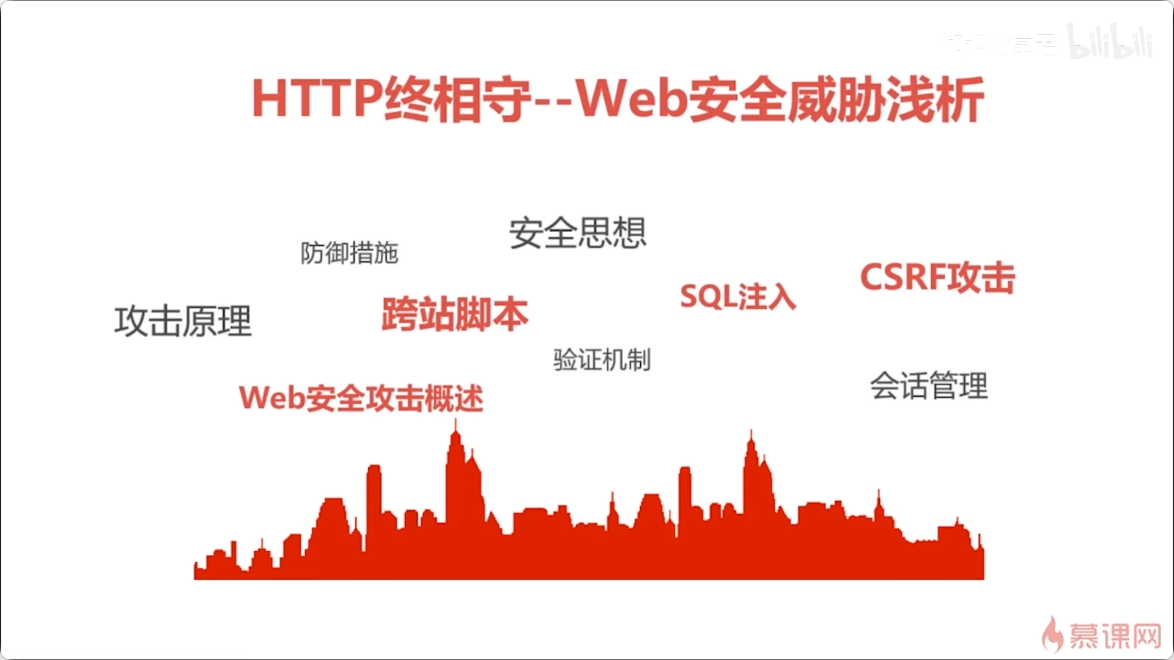 bilibili
HTTP终相守--Web安全威胁浅析
安全思想
防御措施
CSRF攻击
SQL注入
跨站脚本
攻击原理
验证机制
会话管理
Web安全攻击概述
慕课网